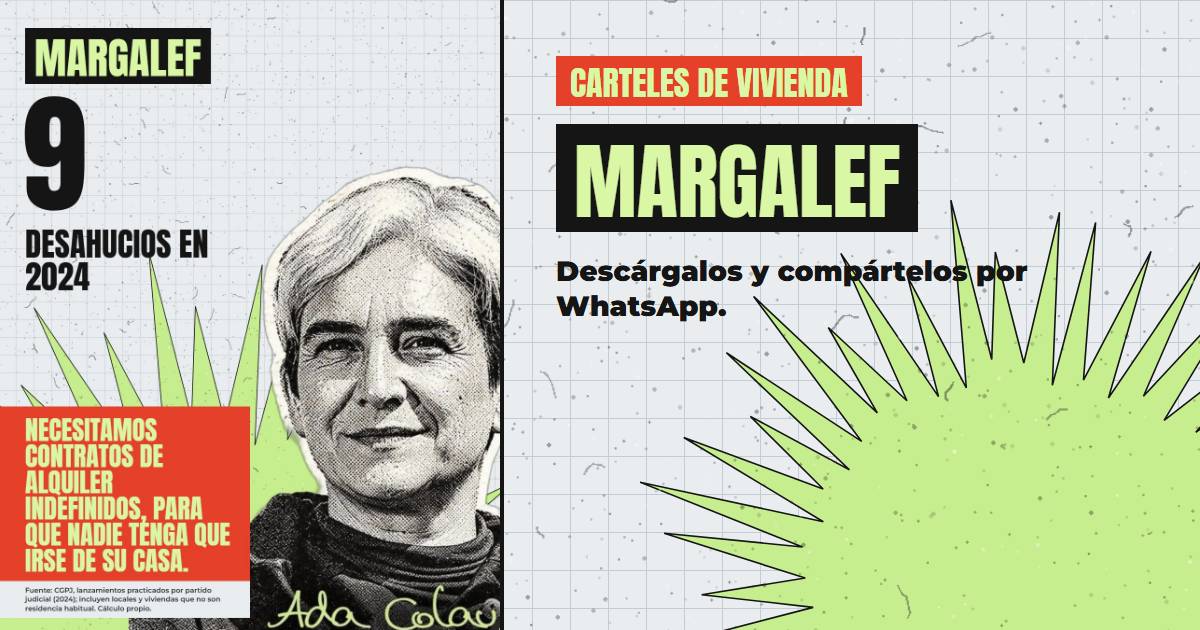 MARGALEF
9
DESAHUCIOS EN
2024
NECESITAMOS
CONTRATOS DE
ALQUILER
INDEFINIDOS, PARA
QUE NADIE TENGA QUE
IRSE DE SU CASA.
Fuente: CGPJ, lanzamientos practicados por partido
judicial (2024); incluyen locales y viviendas que no son
residencia habitual. Cálculo propio.
Ada Colau
CARTELES DE VIVIENDA
MARGALEF
Descárgalos y compártelos por
WhatsApp.